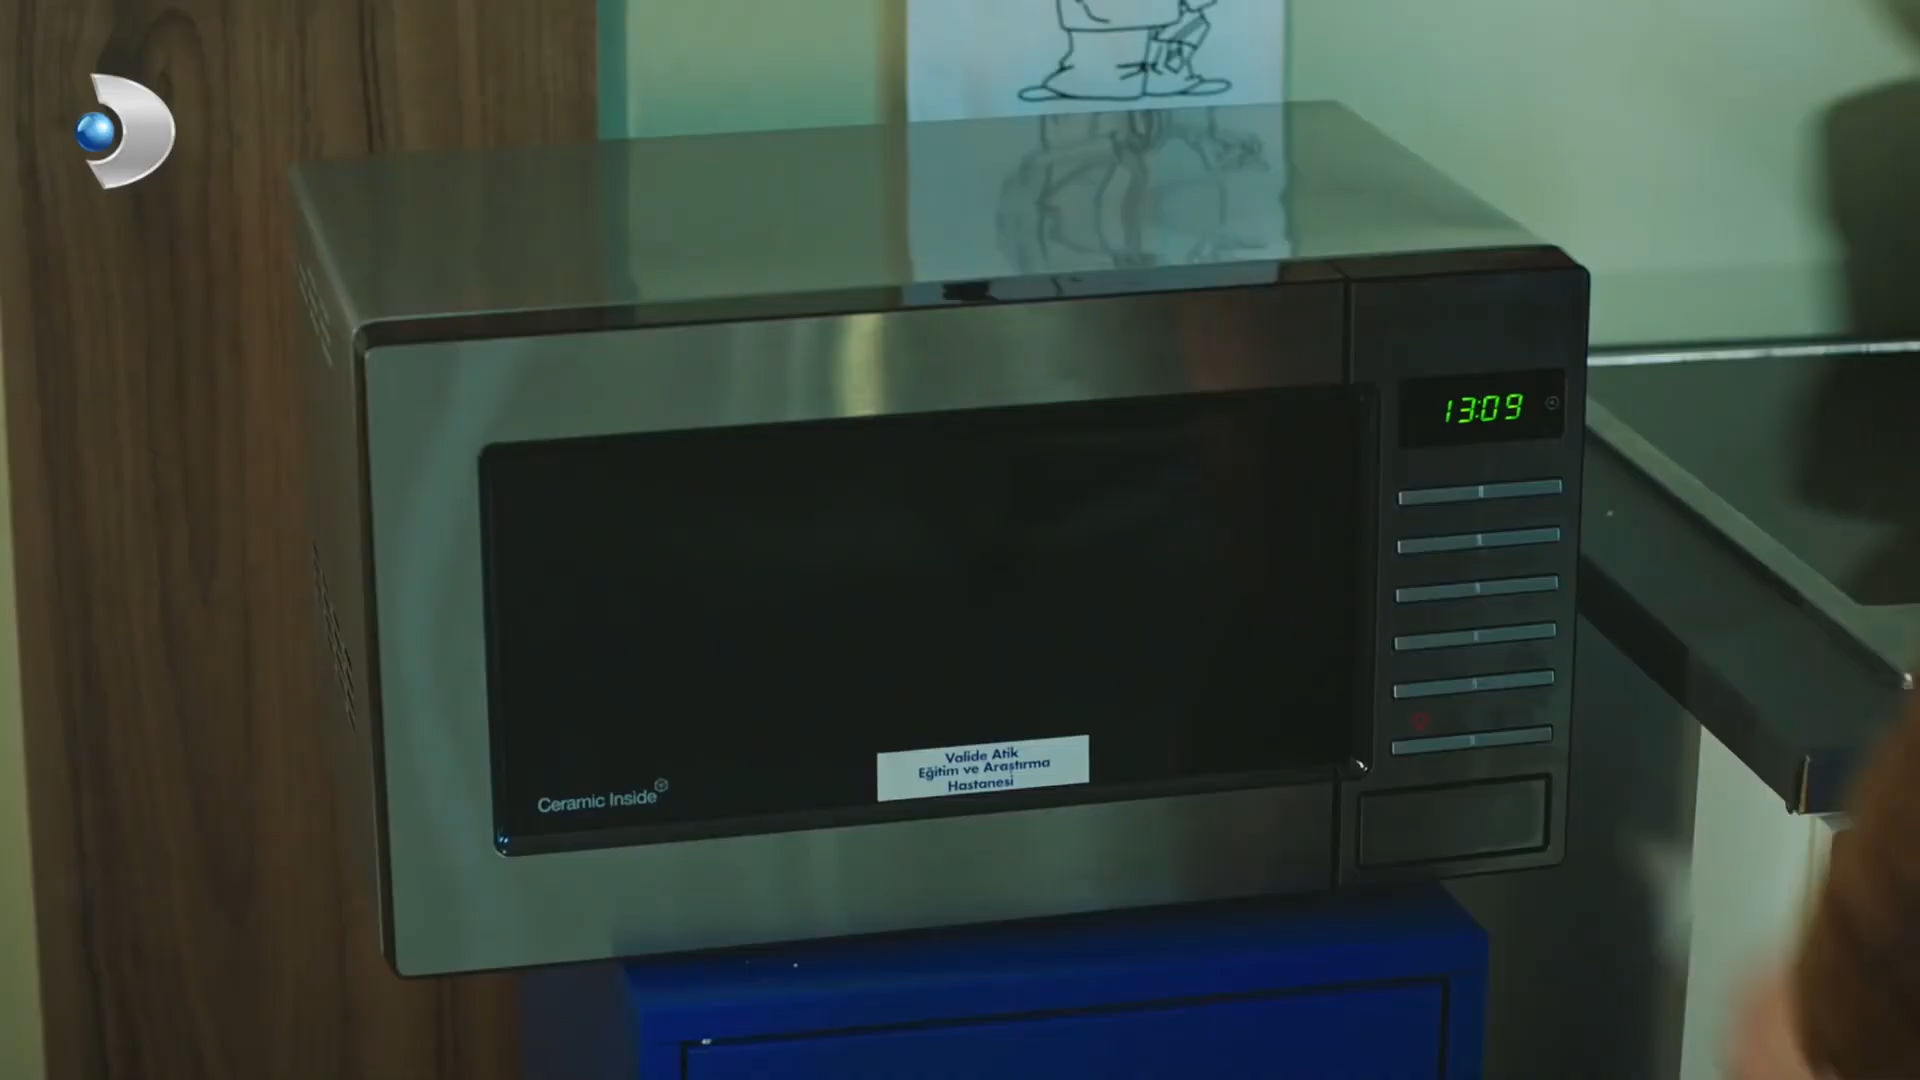 13:09
Ceramic Inside
Valide Atik
Eğitim ve Araştırma
Hastanesi